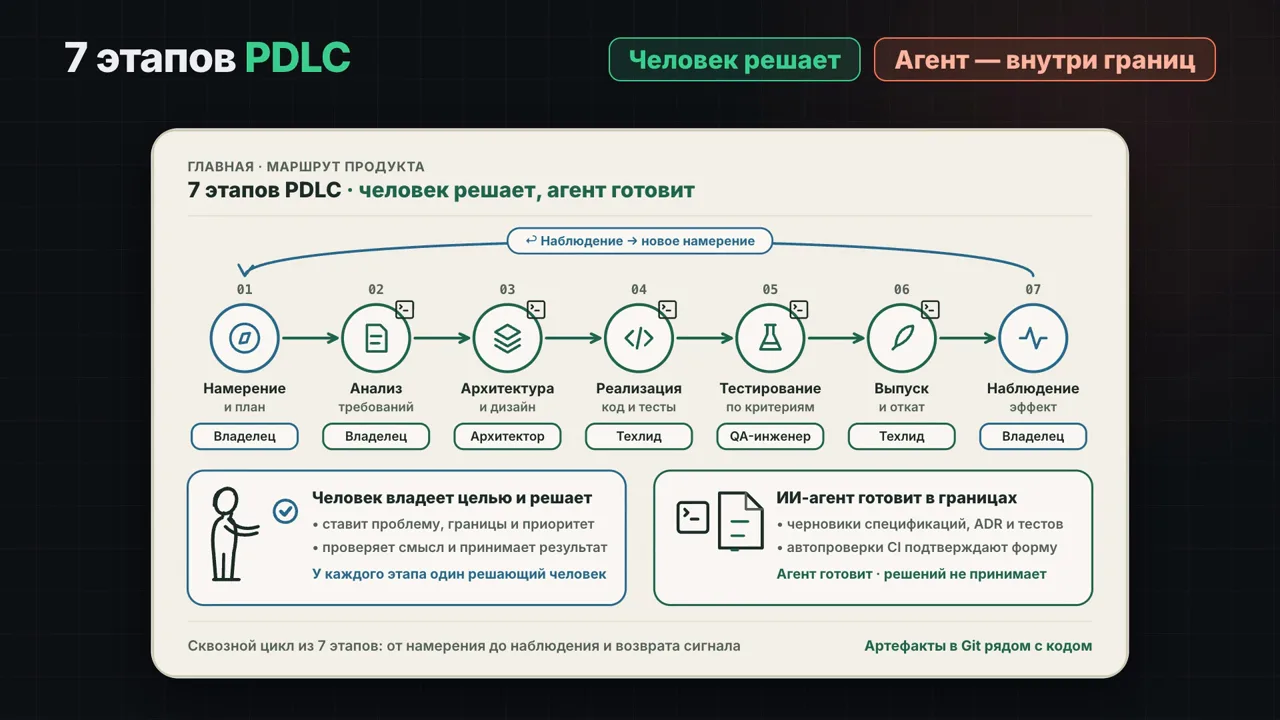 7 этапов PDLC
Человек решает
Агент — внутри границ
ГЛАВНАЯ · МАРШРУТ ПРОДУКТА
7 этапов PDLC · человек решает, агент готовит
↩ Наблюдение → новое намерение
01 02 03 04 05 06 07
Намерение Анализ Архитектура Реализация Тестирование Выпуск Наблюдение
и план требований и дизайн код и тесты по критериям и откат эффект
Владелец Владелец Архитектор Техлид QA-инженер Техлид Владелец
Человек владеет целью и решает
• ставит проблему, границы и приоритет
• проверяет смысл и принимает результат
У каждого этапа один решающий человек
ИИ-агент готовит в границах
• черновики спецификаций, ADR и тестов
• автопроверки CI подтверждают форму
Агент готовит · решений не принимает
Сквозной цикл из 7 этапов: от намерения до наблюдения и возврата сигнала
Артефакты в Git рядом с кодом